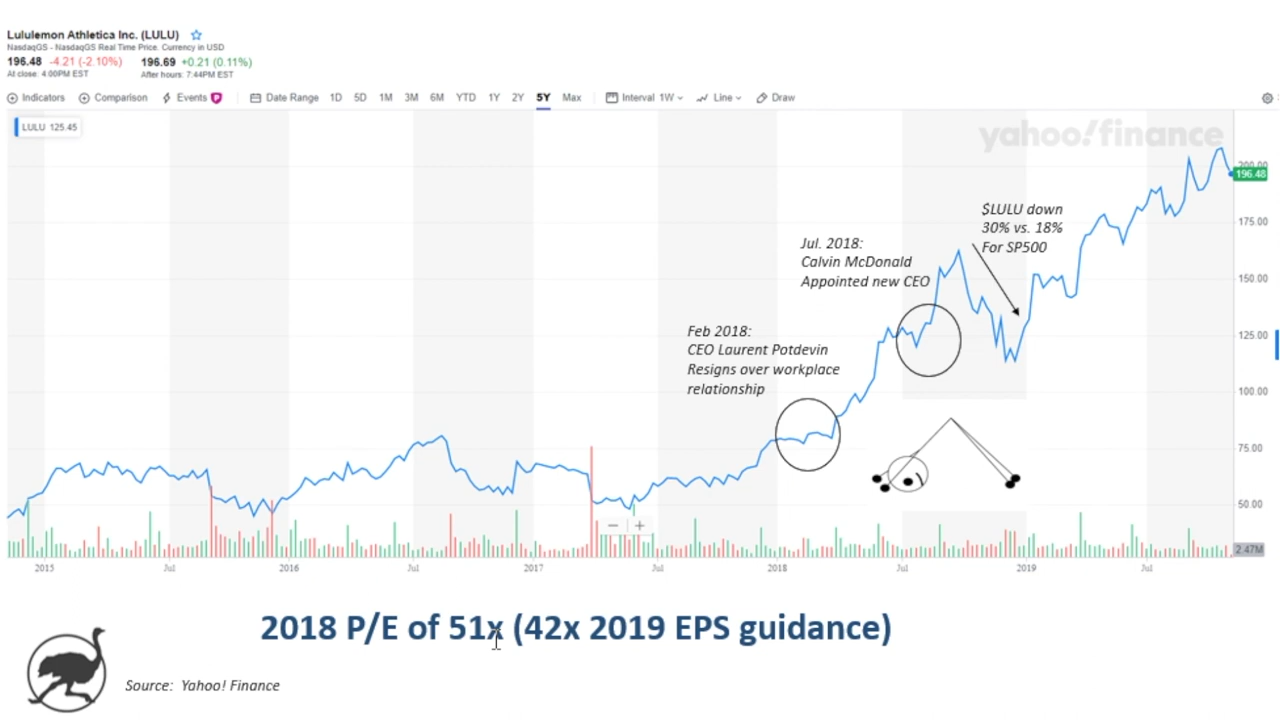 Lululemon Athletica Inc. (LULU)
NasdaqGS - NasdaqGS Real Time Price. Currency in USD
196.48 -4.21 (-2.10%) 196.69 +0.21 (0.11%)
At close: 4:00PM EST After hours: 7:44PM EST
Indicators Comparison Events P Date Range 1D 5D 1M 3M 6M YTD 1Y 2Y 5Y Max Interval 1W Line Draw
LULU 125.45
yahoo!finance
200.00
196.48
$LULU down
30% vs. 18%
For SP500
175.00
Jul. 2018:
Calvin McDonald
Appointed new CEO
150.00
Feb 2018:
CEO Laurent Potdevin
Resigns over workplace
relationship
125.00
100.00
75.00
50.00
2.47M
2015 Jul 2016 Jul 2017 Jul 2018 Jul 2019 Jul
2018 P/E of 51x (42x 2019 EPS guidance)
Source: Yahoo! Finance